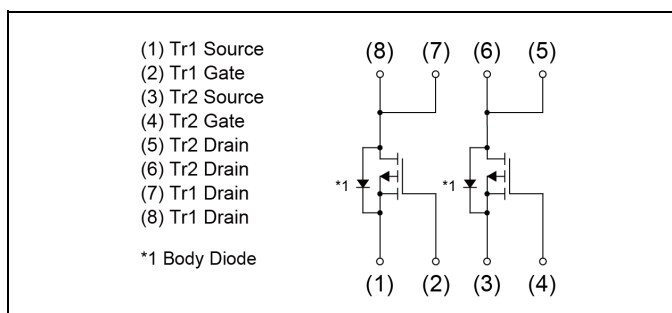 (1) Tr1 Source
(2) Tr1 Gate
(3) Tr2 Source
(4) Tr2 Gate
(5) Tr2 Drain
(6) Tr2 Drain
(7) Tr1 Drain
(8) Tr1 Drain
*1 Body Diode
(8) (7) (6) (5)
*1 *1
(1) (2) (3) (4)